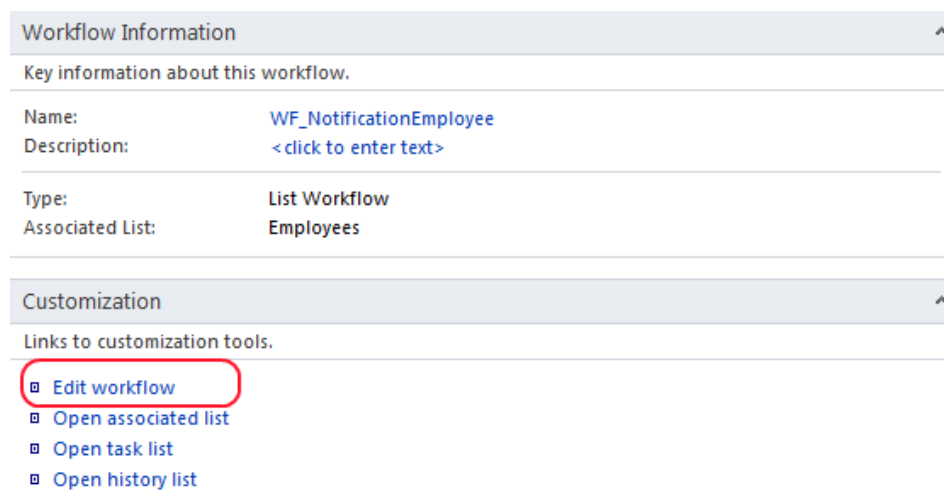 Workflow Information
Key information about this workflow.
Name: WF_NotificationEmployee
Description: <click to enter text>
Type: List Workflow
Associated List: Employees
Customization
Links to customization tools.
Edit workflow
Open associated list
Open task list
Open history list